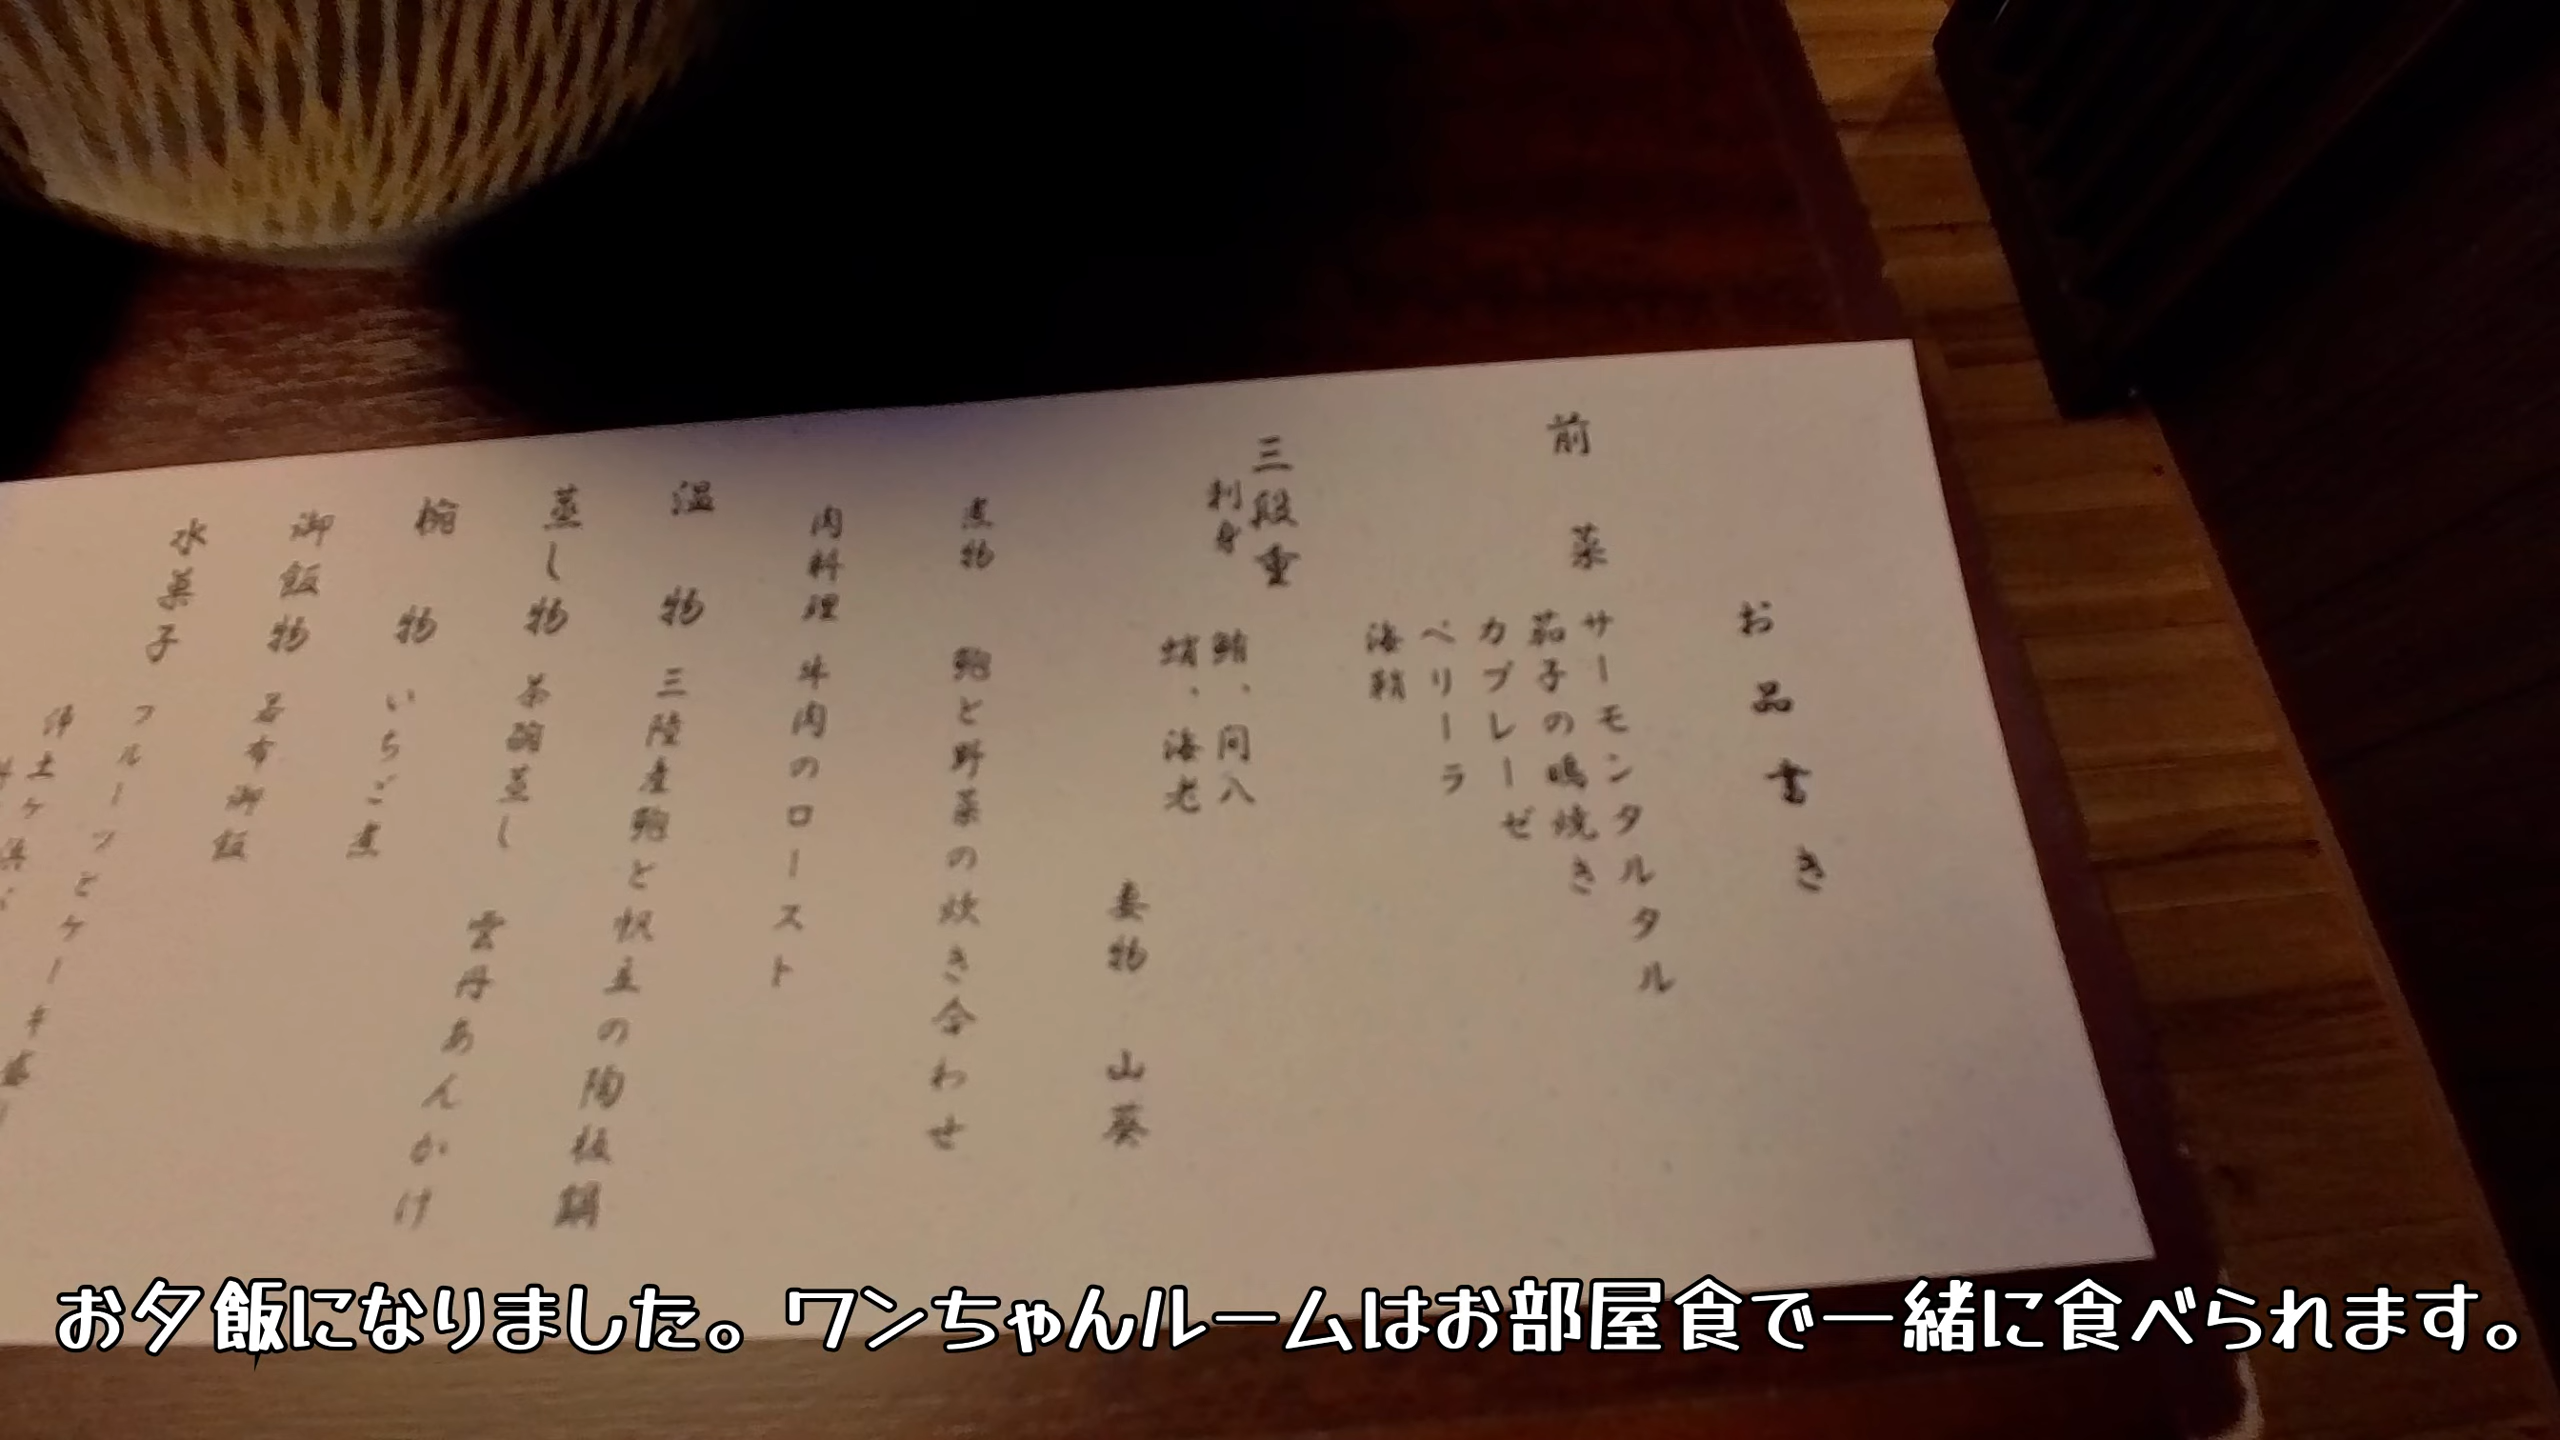 お品書き
前菜
サーモンタルタル
茄子の鴫焼き
カプレーゼ
ペリーラ
海鞘
三段重
刺身
鮪、間八
蛸、海老
妻物 山葵
煮物 鮑と野菜の炊き合わせ
肉料理 牛肉のロースト
温物 三陸産鮑と帆立の陶板鍋
蒸し物 茶碗蒸し 雲丹あんかけ
椀物 いちご煮
御飯物 若布御飯
水菓子 フルーツとケーキ盛り
浄土ヶ浜
お夕飯になりました。ワンちゃんルームはお部屋食で一緒に食べられます。